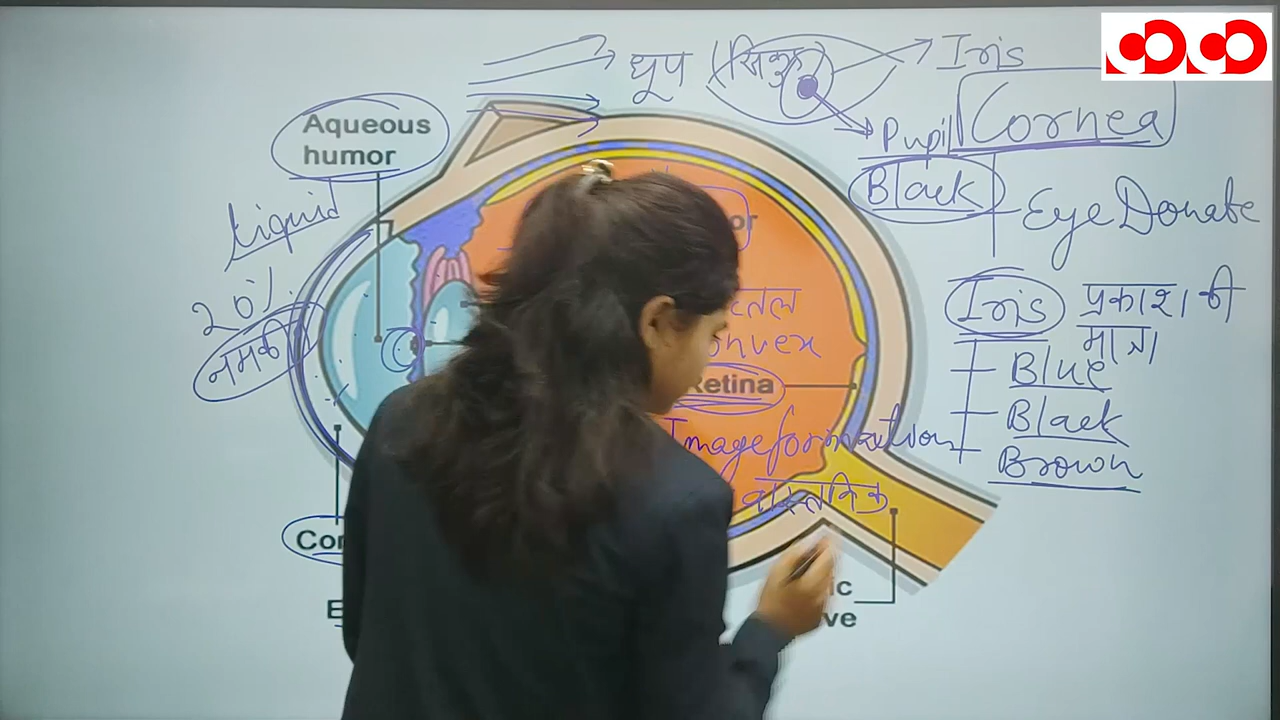 धूप (सिकुड़)
Iris
Cornea
Pupil
Black
Eye Donate
Aqueous
humor
Liquid
20%
नमकी
Iris प्रकाश की
मात्रा
Blue
Black
Brown
Retina
Image formation
वास्तविक